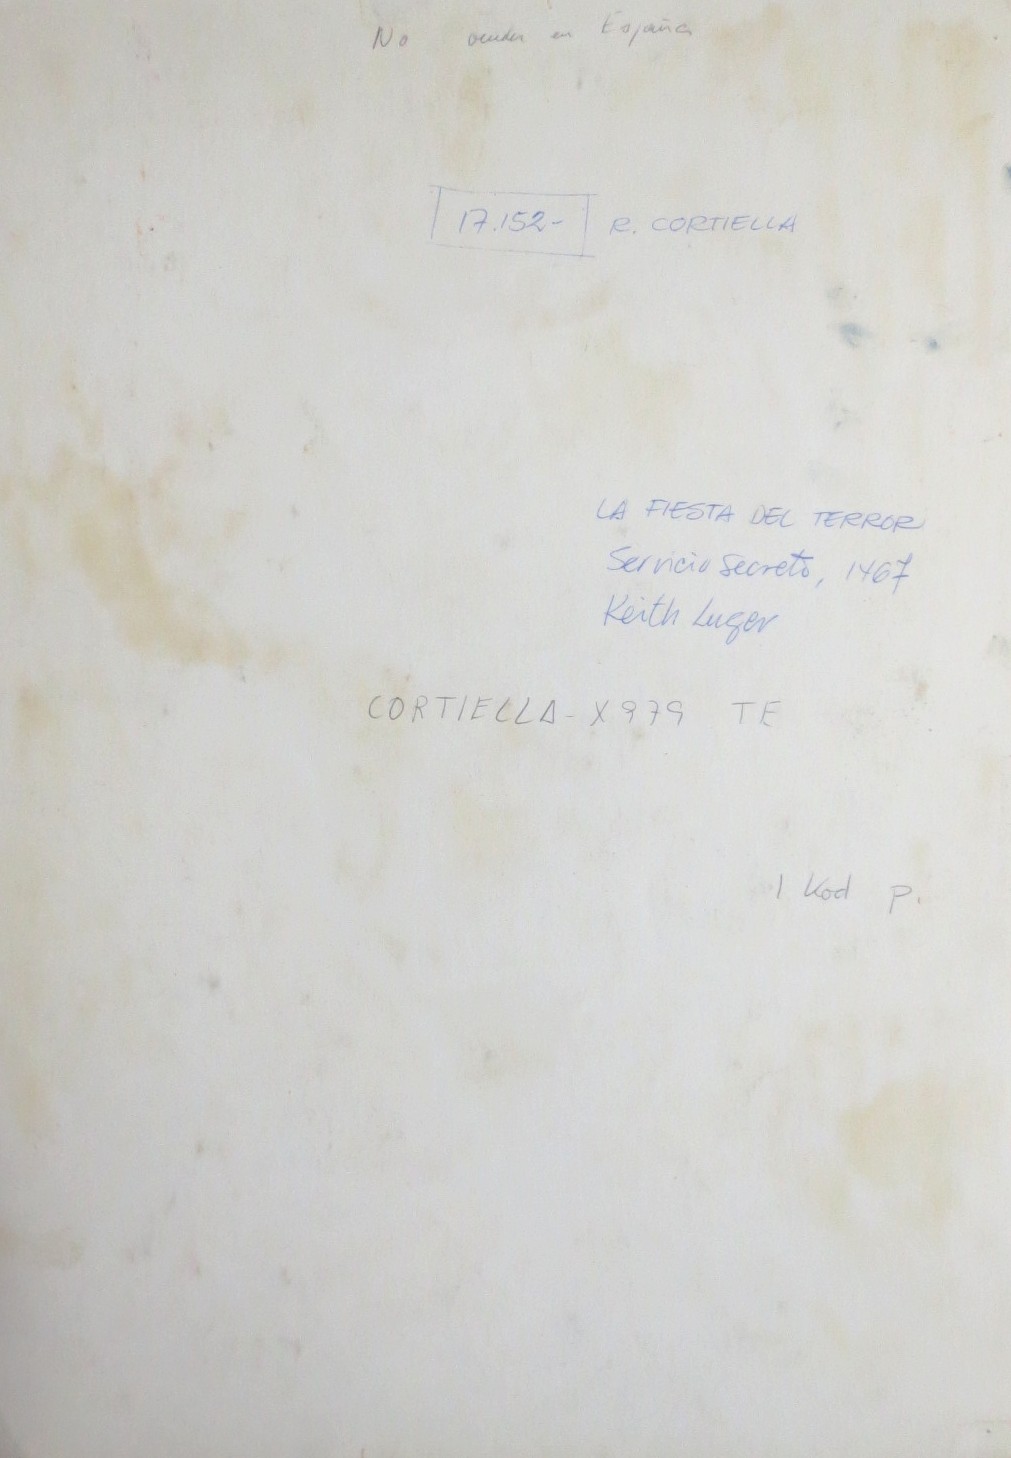 No vender en España
17.152- R. CORTIELLA
LA FIESTA DEL TERROR
Servicio Secreto, 1467
Keith Luger
CORTIELLA-X979 TE
1 Kod p.